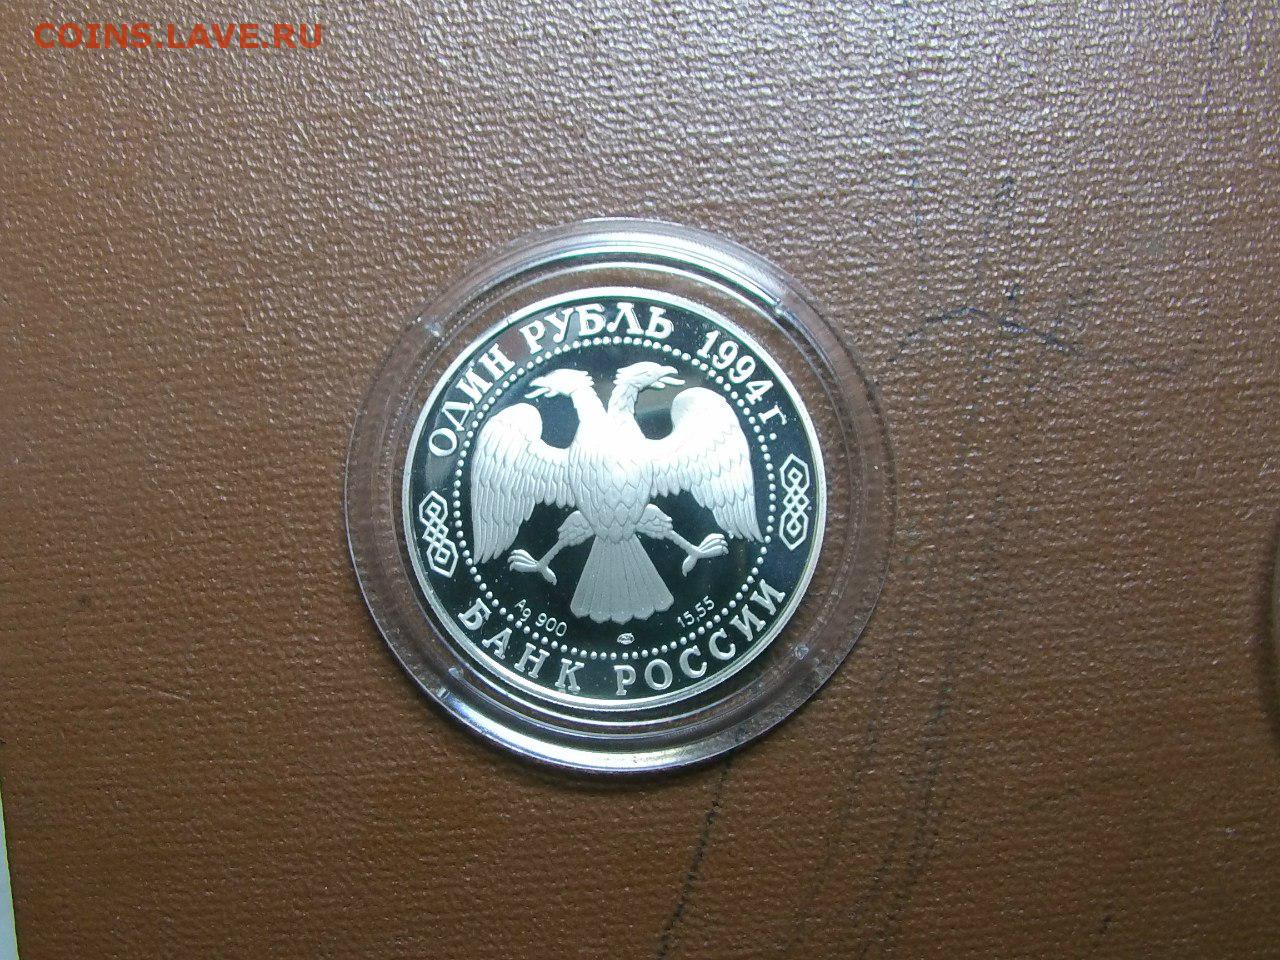 COINS.LAVE.RU
ОДИН РУБЛЬ 1994 г.
Ag 900
15,55
БАНК РОССИИ